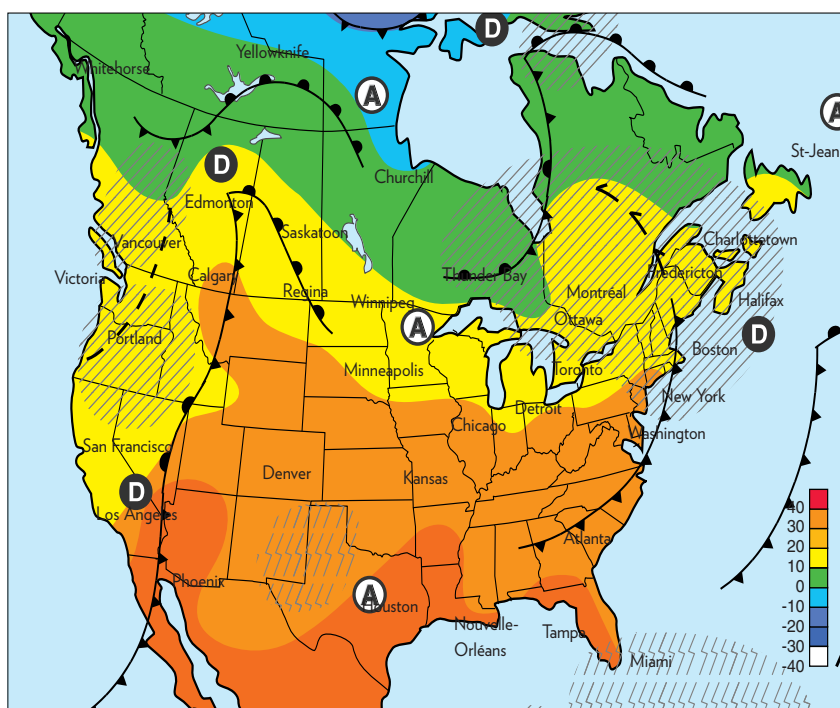 D
Yellowknife
Whitehorse
A
A
St-Jean
D
Churchill
Edmonton
Saskatoon
Vancouver
Charlottetown
Victoria
Calgary
Thunder Bay
Fredericton
Regina
Montréal
Winnipeg
Halifax
Ottawa
A
D
Portland
Boston
Minneapolis
Toronto
New York
Detroit
Chicago
Washington
San Francisco
Denver
Kansas
D
Los Angeles
40
30
20
10
0
-10
-20
-30
-40
Atlanta
Phoenix
A
Houston
Nouvelle-
Orléans
Tampa
Miami